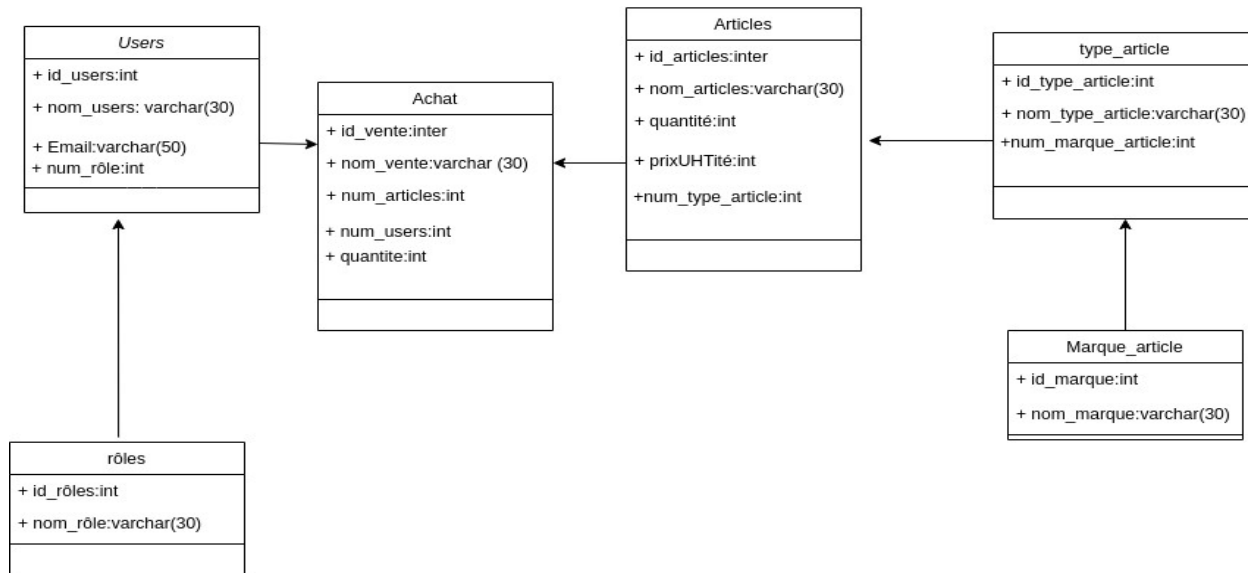 Users
+ id_users:int
+ nom_users: varchar(30)
+ Email:varchar(50)
+ num_rôle:int
Achat
+ id_vente:inter
+ nom_vente:varchar (30)
+ num_articles:int
+ num_users:int
+ quantite:int
Articles
+ id_articles:inter
+ nom_articles:varchar(30)
+ quantité:int
+ prixUHTité:int
+num_type_article:int
type_article
+ id_type_article:int
+ nom_type_article:varchar(30)
+num_marque_article:int
Marque_article
+ id_marque:int
+ nom_marque:varchar(30)
rôles
+ id_rôles:int
+ nom_rôle:varchar(30)